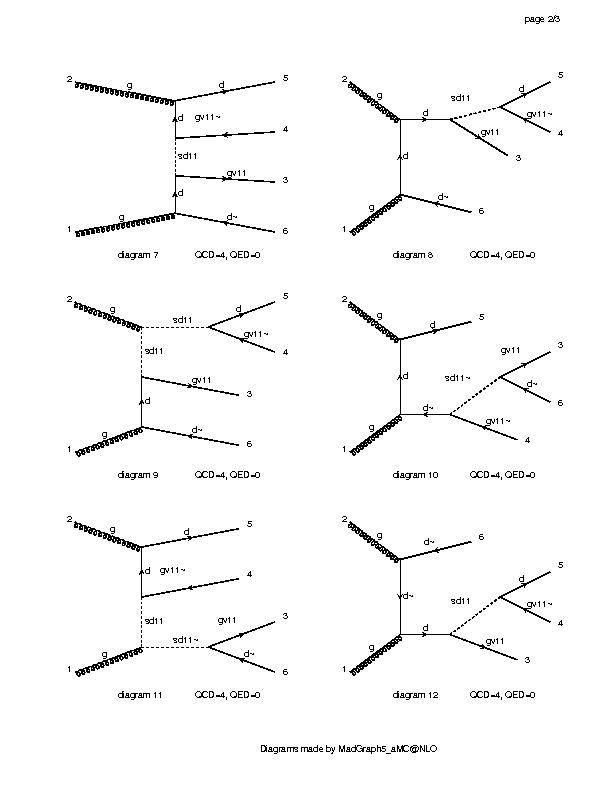 page 2/3
2 g d 5
d gv11~ 4
sd11
gv11 3
d
1 g d~ 6
diagram 7 QCD=4, QED=0
2 g d sd11 d 5
gv11~ 4
gv11 3
d
1 g d~ 6
diagram 8 QCD=4, QED=0
2 g sd11 d 5
gv11~ 4
sd11
gv11 3
d
1 g d~ 6
diagram 9 QCD=4, QED=0
2 g d 5
d sd11~ gv11 3
d~ 6
1 g d~ gv11~ 4
diagram 10 QCD=4, QED=0
2 g d 5
d gv11~ 4
sd11 gv11 3
1 g sd11~ d~ 6
diagram 11 QCD=4, QED=0
2 g d~ 6
d~ sd11 d 5
gv11~ 4
1 g d gv11 3
diagram 12 QCD=4, QED=0
Diagrams made by MadGraph5_aMC@NLO